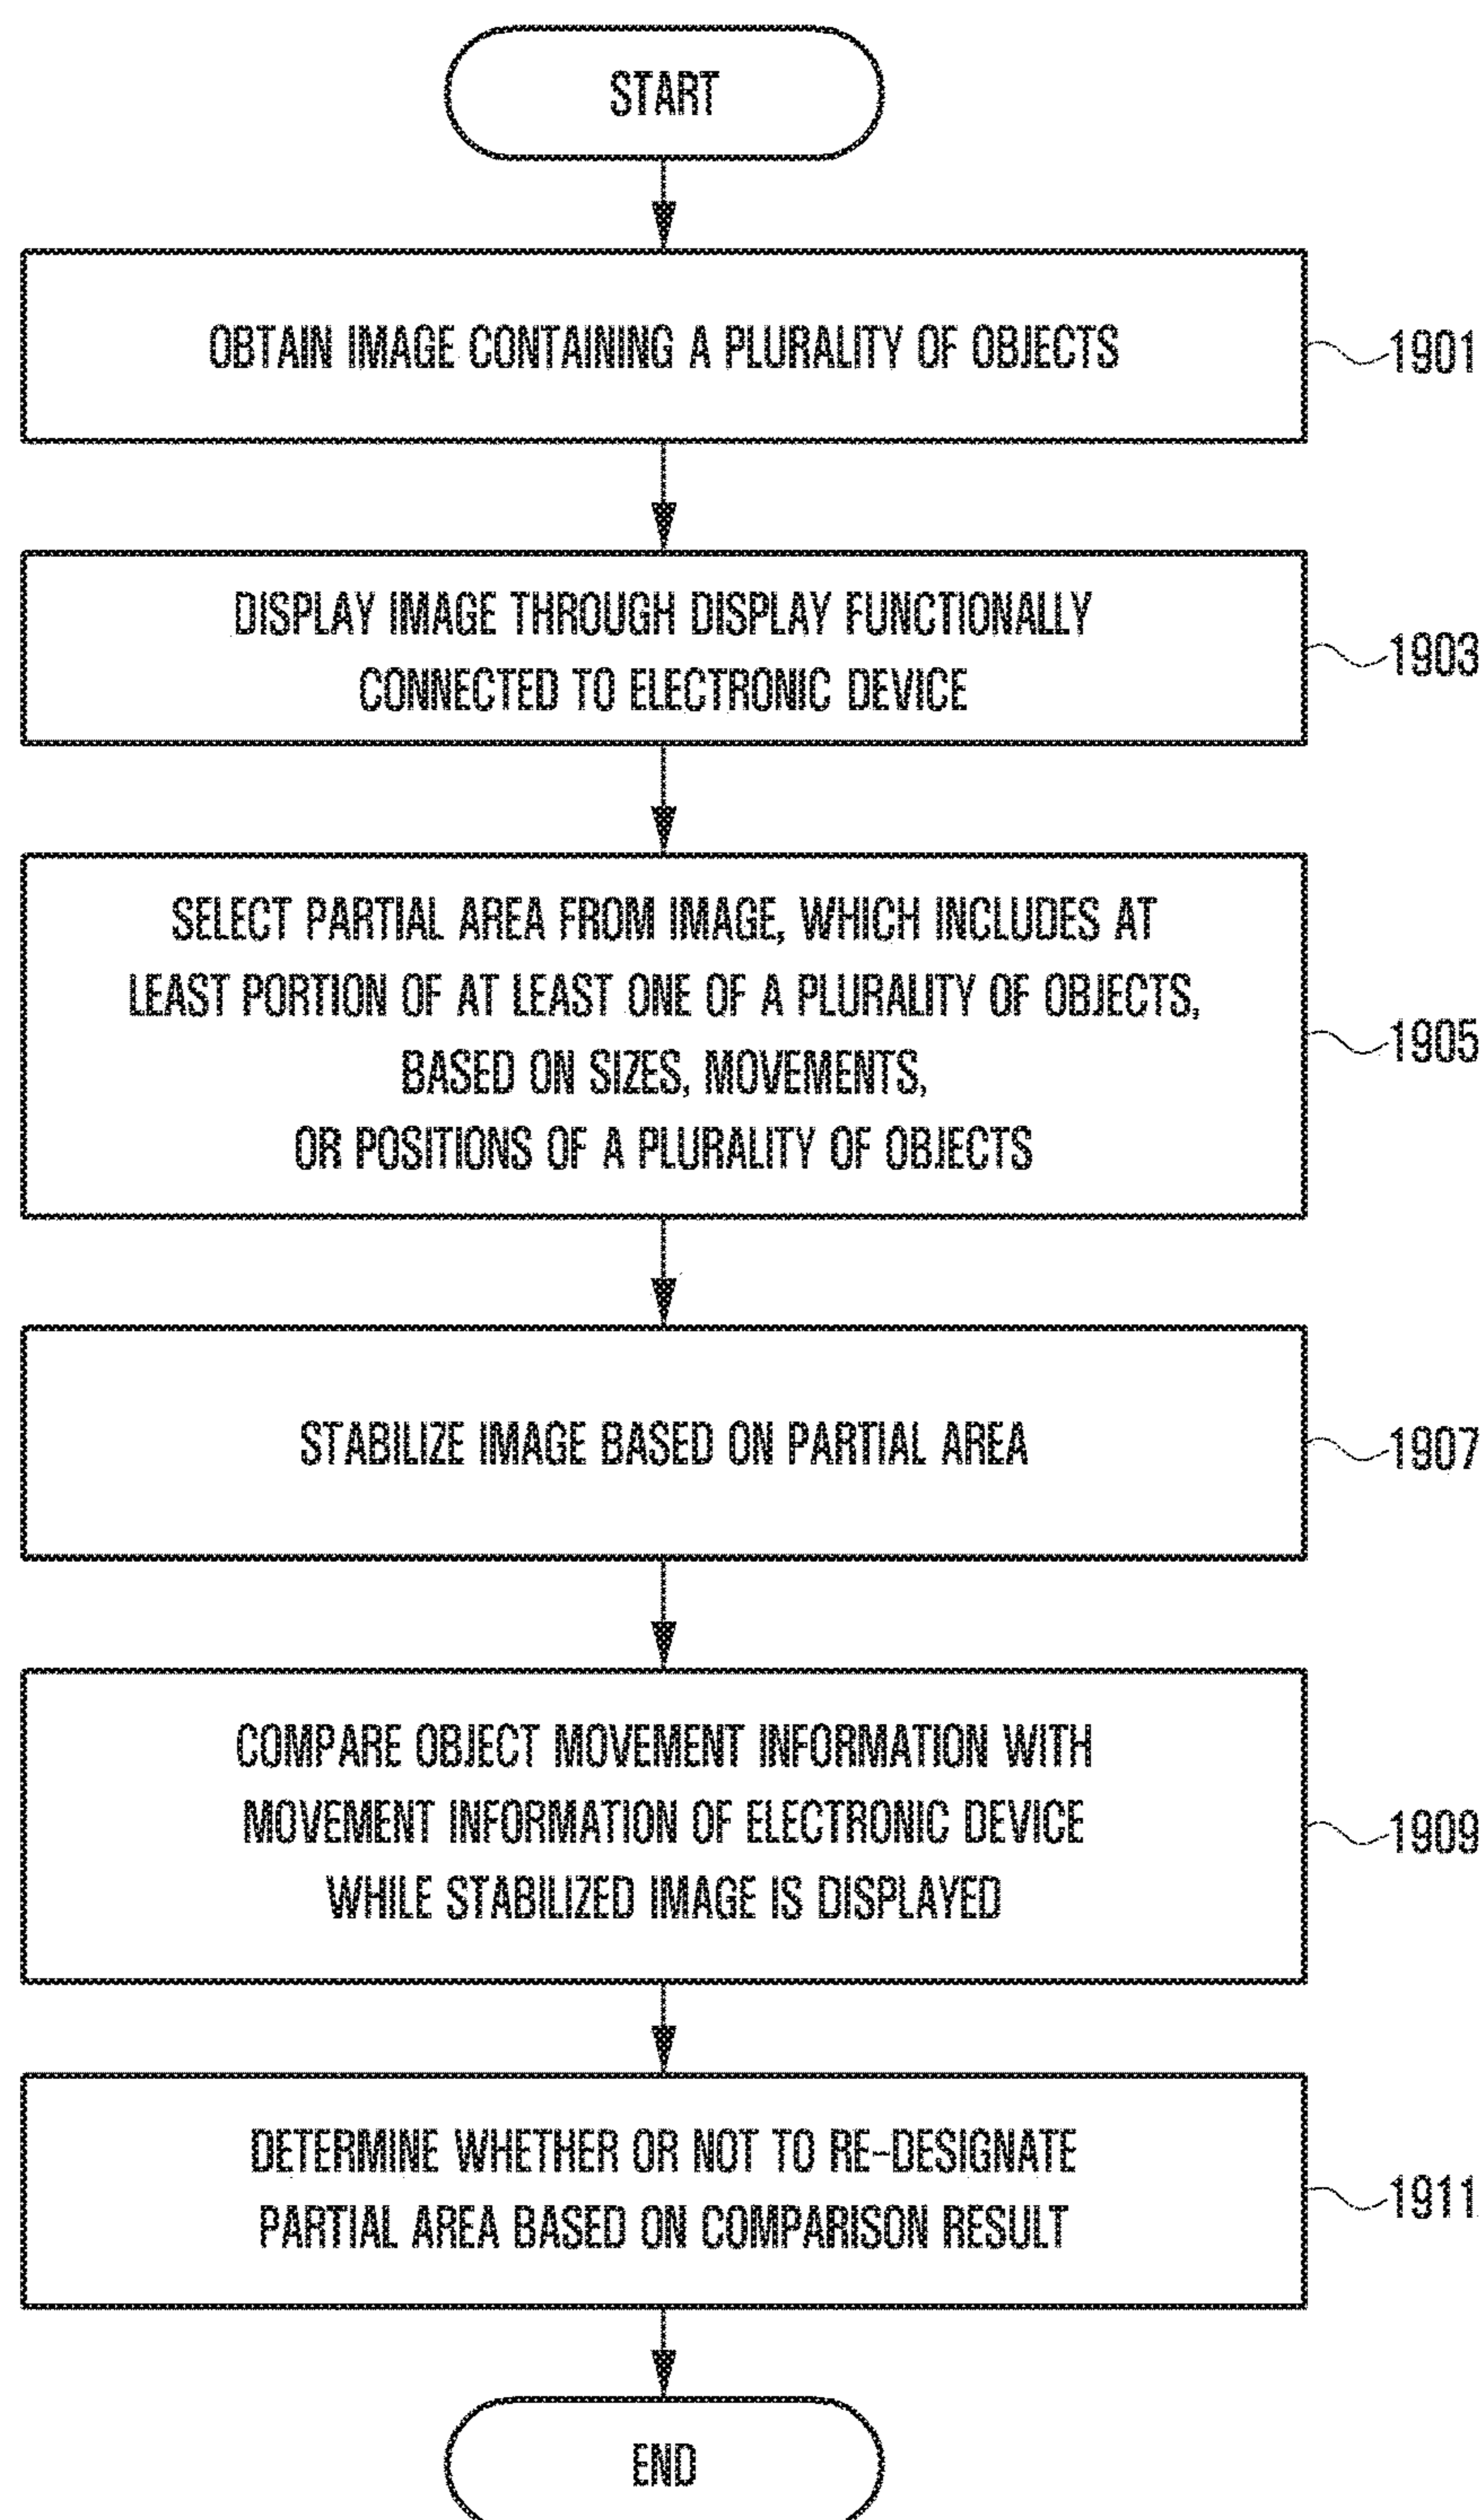 START
OBTAIN IMAGE CONTAINING A PLURALITY OF OBJECTS
1901
DISPLAY IMAGE THROUGH DISPLAY FUNCTIONALLY
CONNECTED TO ELECTRONIC DEVICE
1903
SELECT PARTIAL AREA FROM IMAGE, WHICH INCLUDES AT
LEAST PORTION OF AT LEAST ONE OF A PLURALITY OF OBJECTS,
BASED ON SIZES, MOVEMENTS,
OR POSITIONS OF A PLURALITY OF OBJECTS
1905
STABILIZE IMAGE BASED ON PARTIAL AREA
1907
COMPARE OBJECT MOVEMENT INFORMATION WITH
MOVEMENT INFORMATION OF ELECTRONIC DEVICE
WHILE STABILIZED IMAGE IS DISPLAYED
1909
DETERMINE WHETHER OR NOT TO RE-DESIGNATE
PARTIAL AREA BASED ON COMPARISON RESULT
1911
END